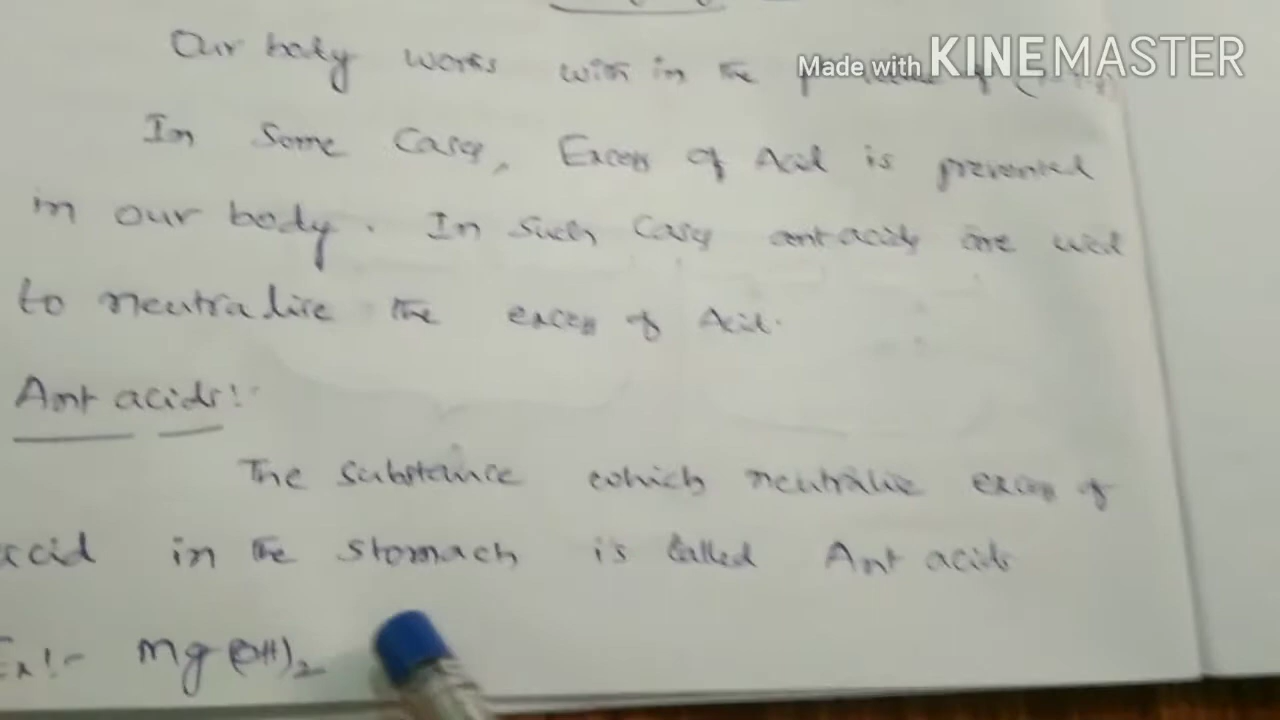 Our body works with in the of
Made with KINEMASTER
In Some Cases, Excess of Acid is prevented
in our body. In such Cases antacids are used
to neutralise the excess of Acid.
Ant acids:-
The substance which neutralise excess of
acid in the stomach is called Ant acids
Ex:- Mg(OH)2